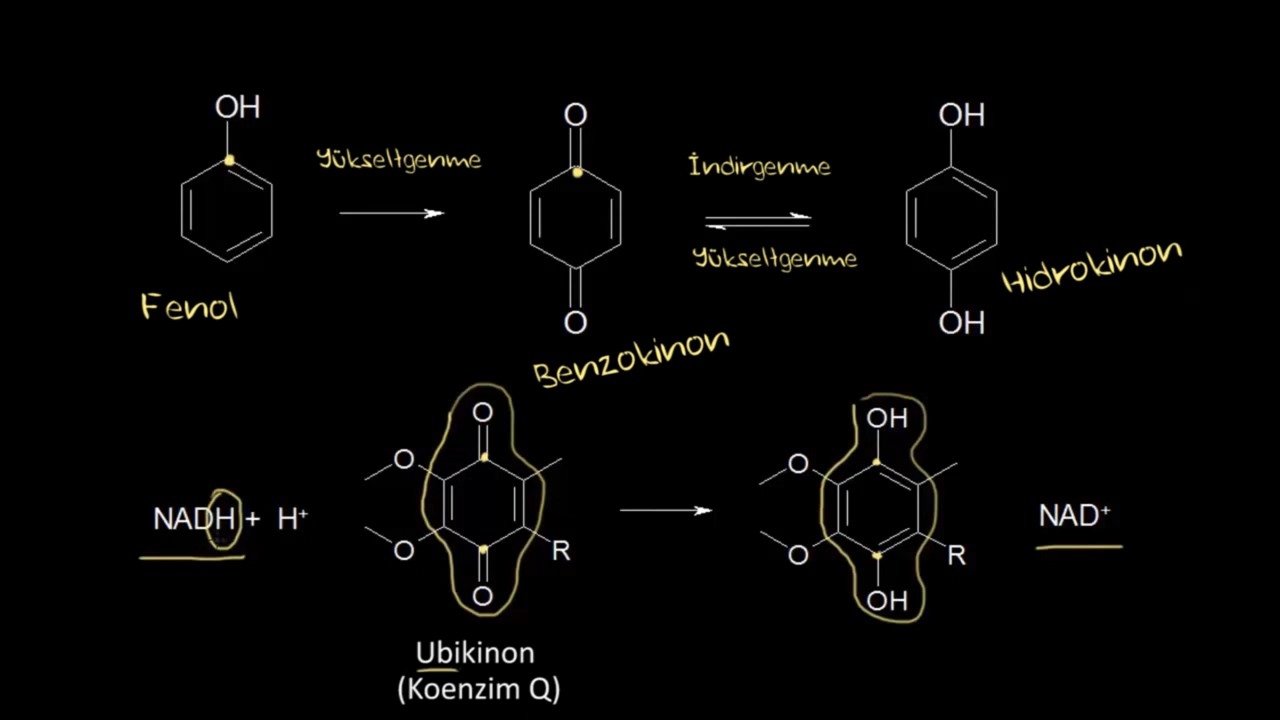 OH
Fenol
Yükseltgenme
O
O
Benzokinon
İndirgenme
Yükseltgenme
OH
OH
Hidrokinon
NADH + H⁺
O
O
O
O
R
Ubikinon
(Koenzim Q)
OH
O
O
R
OH
NAD⁺